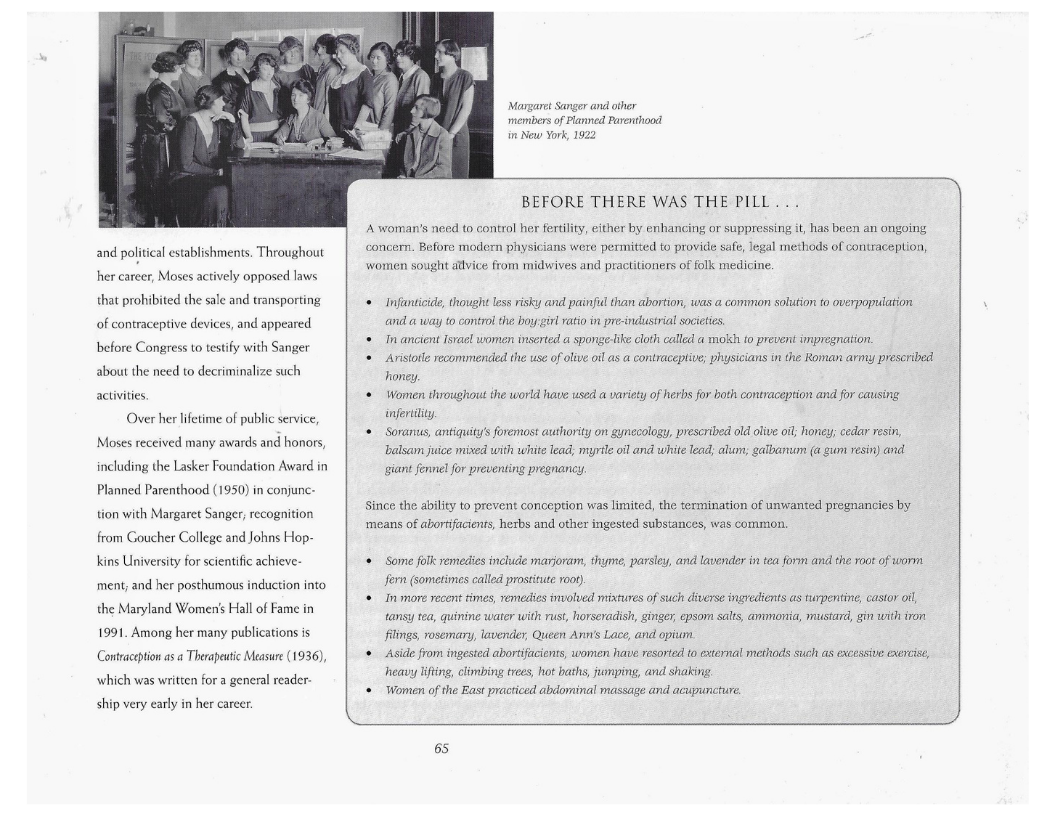 Margaret Sanger and other
members of Planned Parenthood
in New York, 1922
and political establishments. Throughout
her career, Moses actively opposed laws
that prohibited the sale and transporting
of contraceptive devices, and appeared
before Congress to testify with Sanger
about the need to decriminalize such
activities.
Over her lifetime of public service,
Moses received many awards and honors,
including the Lasker Foundation Award in
Planned Parenthood (1950) in conjunc-
tion with Margaret Sanger; recognition
from Goucher College and Johns Hop-
kins University for scientific achieve-
ment; and her posthumous induction into
the Maryland Women's Hall of Fame in
1991. Among her many publications is
Contraception as a Therapeutic Measure (1936),
which was written for a general reader-
ship very early in her career.
BEFORE THERE WAS THE PILL . . .
A woman's need to control her fertility, either by enhancing or suppressing it, has been an ongoing
concern. Before modern physicians were permitted to provide safe, legal methods of contraception,
women sought advice from midwives and practitioners of folk medicine.
• Infanticide, thought less risky and painful than abortion, was a common solution to overpopulation
and a way to control the boy:girl ratio in pre-industrial societies.
• In ancient Israel women inserted a sponge-like cloth called a mokh to prevent impregnation.
• Aristotle recommended the use of olive oil as a contraceptive; physicians in the Roman army prescribed
honey.
• Women throughout the world have used a variety of herbs for both contraception and for causing
infertility.
• Soranus, antiquity's foremost authority on gynecology, prescribed old olive oil; honey; cedar resin,
balsam juice mixed with white lead; myrtle oil and white lead; alum; galbanum (a gum resin) and
giant fennel for preventing pregnancy.
Since the ability to prevent conception was limited, the termination of unwanted pregnancies by
means of abortifacients, herbs and other ingested substances, was common.
• Some folk remedies include marjoram, thyme, parsley, and lavender in tea form and the root of worm
fern (sometimes called prostitute root).
• In more recent times, remedies involved mixtures of such diverse ingredients as turpentine, castor oil,
tansy tea, quinine water with rust, horseradish, ginger, epsom salts, ammonia, mustard, gin with iron
filings, rosemary, lavender, Queen Ann's Lace, and opium.
• Aside from ingested abortifacients, women have resorted to external methods such as excessive exercise,
heavy lifting, climbing trees, hot baths, jumping, and shaking.
• Women of the East practiced abdominal massage and acupuncture.
65